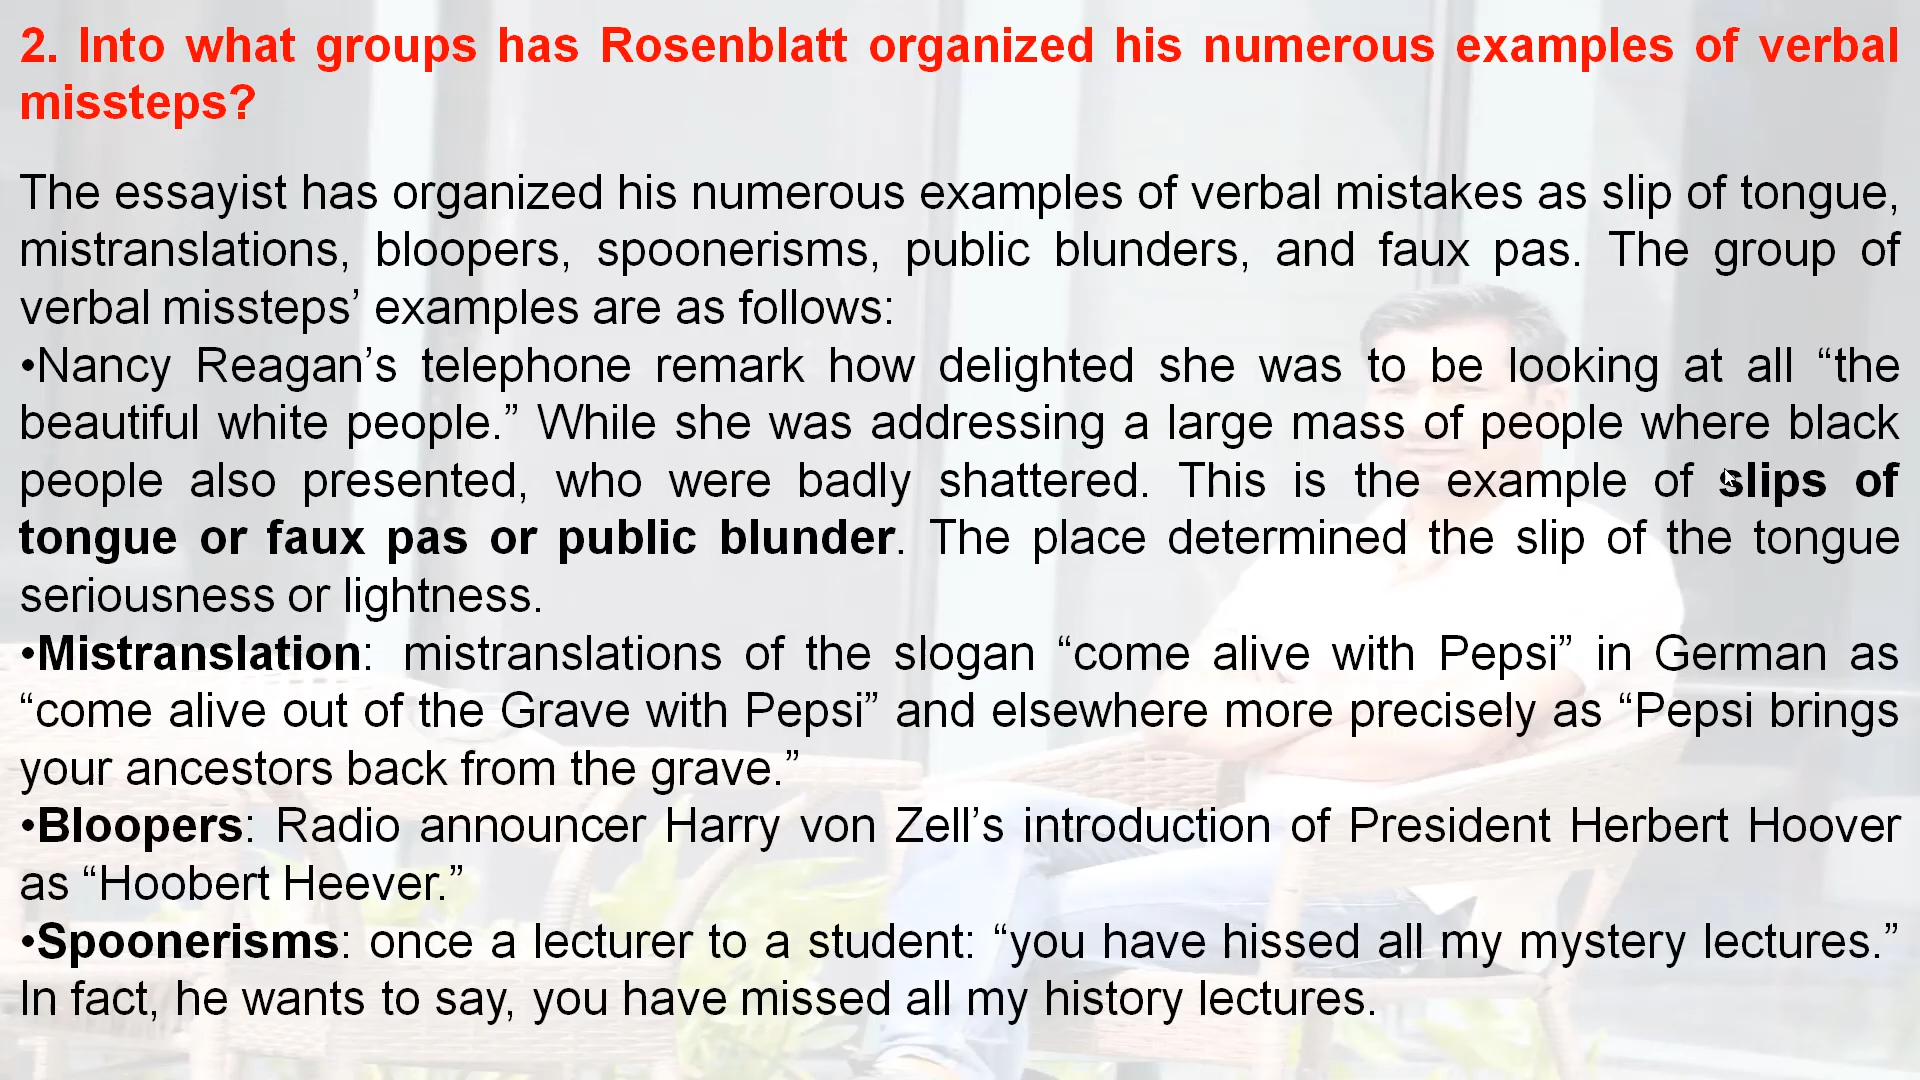 2. Into what groups has Rosenblatt organized his numerous examples of verbal
missteps?
The essayist has organized his numerous examples of verbal mistakes as slip of tongue,
mistranslations, bloopers, spoonerisms, public blunders, and faux pas. The group of
verbal missteps’ examples are as follows:
•Nancy Reagan’s telephone remark how delighted she was to be looking at all “the
beautiful white people.” While she was addressing a large mass of people where black
people also presented, who were badly shattered. This is the example of slips of
tongue or faux pas or public blunder. The place determined the slip of the tongue
seriousness or lightness.
•Mistranslation: mistranslations of the slogan “come alive with Pepsi” in German as
“come alive out of the Grave with Pepsi” and elsewhere more precisely as “Pepsi brings
your ancestors back from the grave.”
•Bloopers: Radio announcer Harry von Zell’s introduction of President Herbert Hoover
as “Hoobert Heever.”
•Spoonerisms: once a lecturer to a student: “you have hissed all my mystery lectures.”
In fact, he wants to say, you have missed all my history lectures.